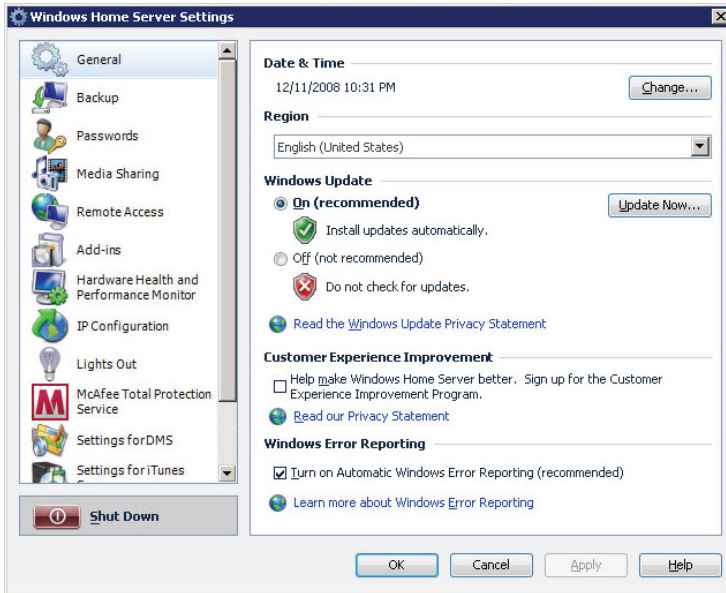 Windows Home Server Settings
General
Backup
Passwords
Media Sharing
Remote Access
Add-ins
Hardware Health and
Performance Monitor
IP Configuration
Lights Out
McAfee Total Protection
Service
Settings for DMS
Settings for iTunes
Shut Down
Date & Time
12/11/2008 10:31 PM
Change...
Region
English (United States)
Windows Update
On (recommended)
Update Now...
Install updates automatically.
Off (not recommended)
Do not check for updates.
Read the Windows Update Privacy Statement
Customer Experience Improvement
Help make Windows Home Server better. Sign up for the Customer
Experience Improvement Program.
Read our Privacy Statement
Windows Error Reporting
Turn on Automatic Windows Error Reporting (recommended)
Learn more about Windows Error Reporting
OK
Cancel
Apply
Help